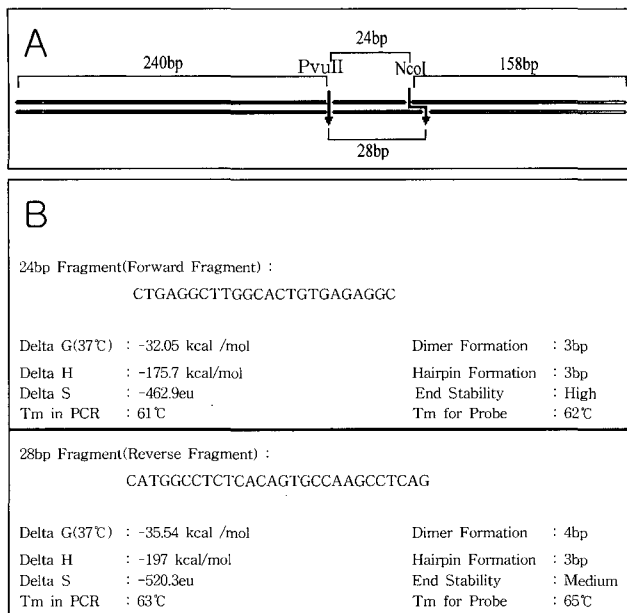 A
24bp
240bp
PvuII
NcoI
158bp
28bp
B
24bp Fragment(Forward Fragment) :
CTGAGGCTTGGCACTGTGAGAGGC
Delta G(37℃) : -32.05 kcal /mol Dimer Formation : 3bp
Delta H : -175.7 kcal/mol Hairpin Formation : 3bp
Delta S : -462.9eu End Stability : High
Tm in PCR : 61℃ Tm for Probe : 62℃
28bp Fragment(Reverse Fragment) :
CATGGCCTCTCACAGTGCCAAGCCTCAG
Delta G(37℃) : -35.54 kcal /mol Dimer Formation : 4bp
Delta H : -197 kcal/mol Hairpin Formation : 3bp
Delta S : -520.3eu End Stability : Medium
Tm in PCR : 63℃ Tm for Probe : 65℃